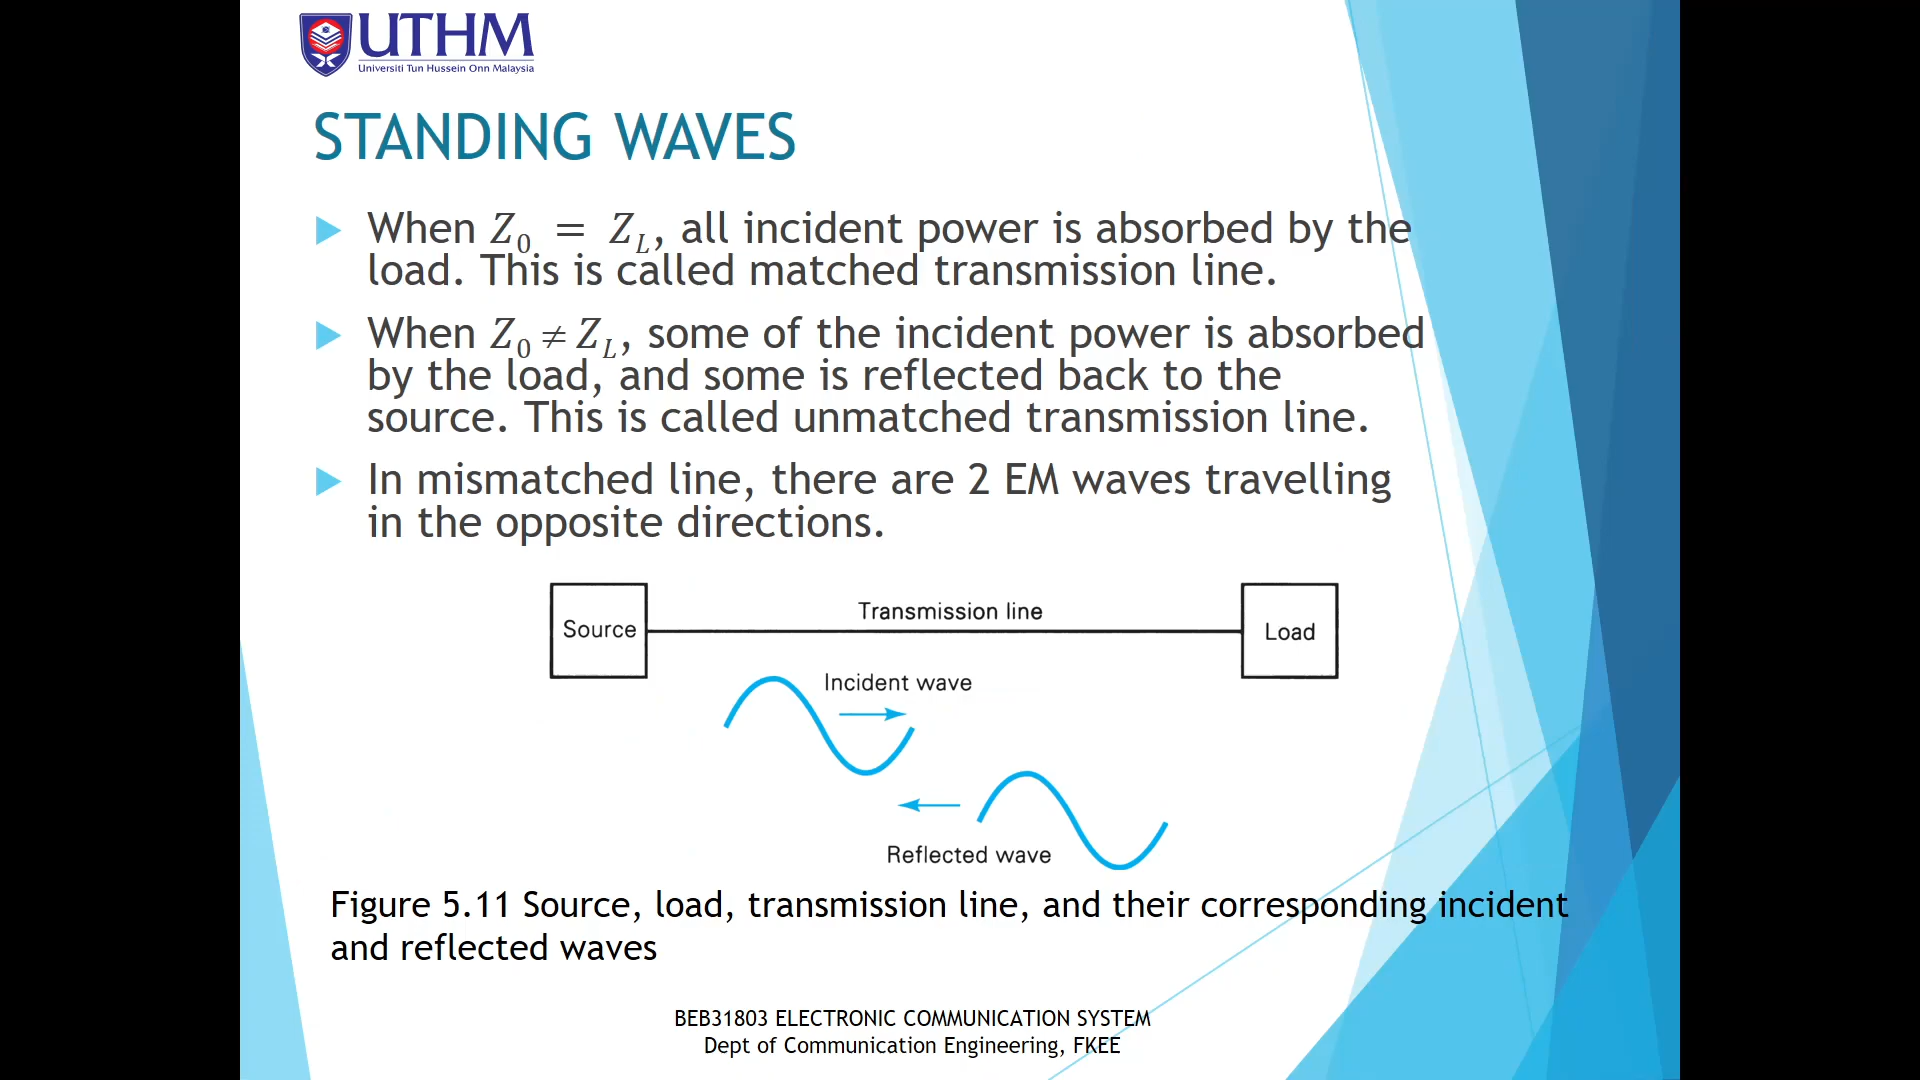 UTHM
Universiti Tun Hussein Onn Malaysia
STANDING WAVES
When Z₀ = Z_L, all incident power is absorbed by the
load. This is called matched transmission line.
When Z₀ ≠ Z_L, some of the incident power is absorbed
by the load, and some is reflected back to the
source. This is called unmatched transmission line.
In mismatched line, there are 2 EM waves travelling
in the opposite directions.
Transmission line
Source
Load
Incident wave
Reflected wave
Figure 5.11 Source, load, transmission line, and their corresponding incident
and reflected waves
BEB31803 ELECTRONIC COMMUNICATION SYSTEM
Dept of Communication Engineering, FKEE